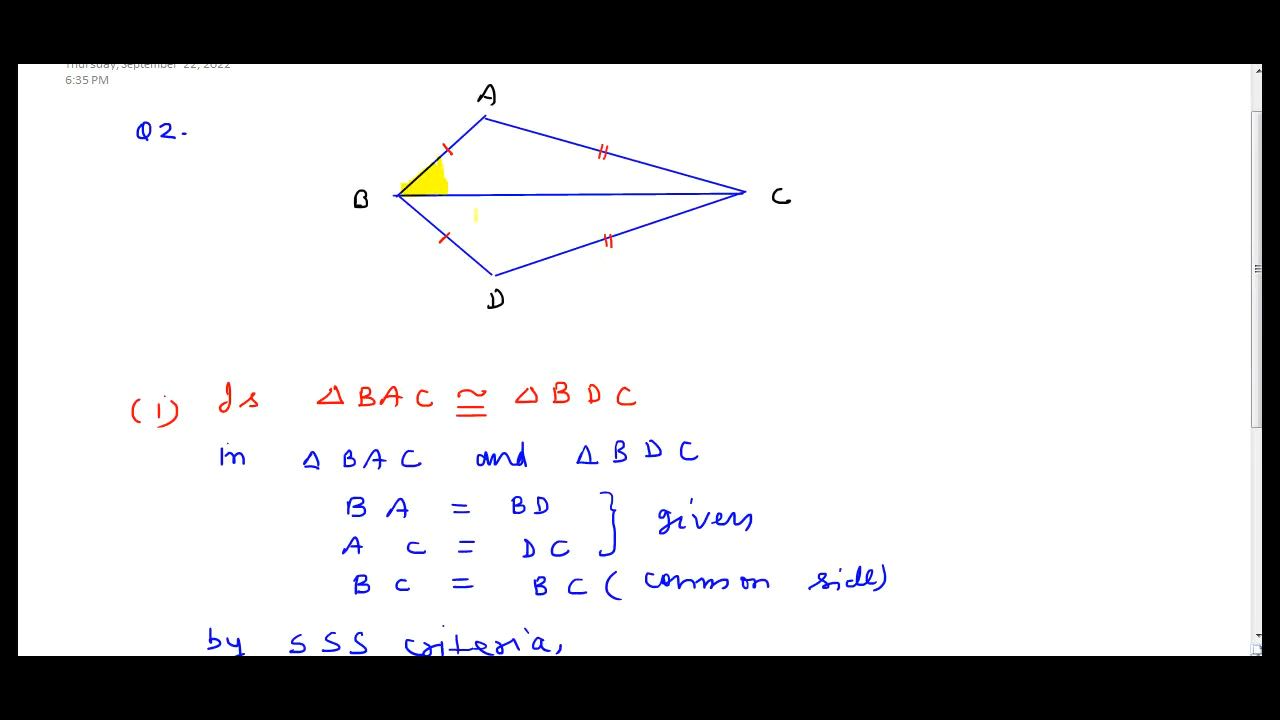 Thursday, September 22, 2022
6:35 PM
Q2.
A
B
C
D
(i) Is Δ BAC ≅ Δ BDC
in Δ BAC and Δ BDC
BA = BD } given
AC = DC
BC = BC (common side)
by SSS criteria,